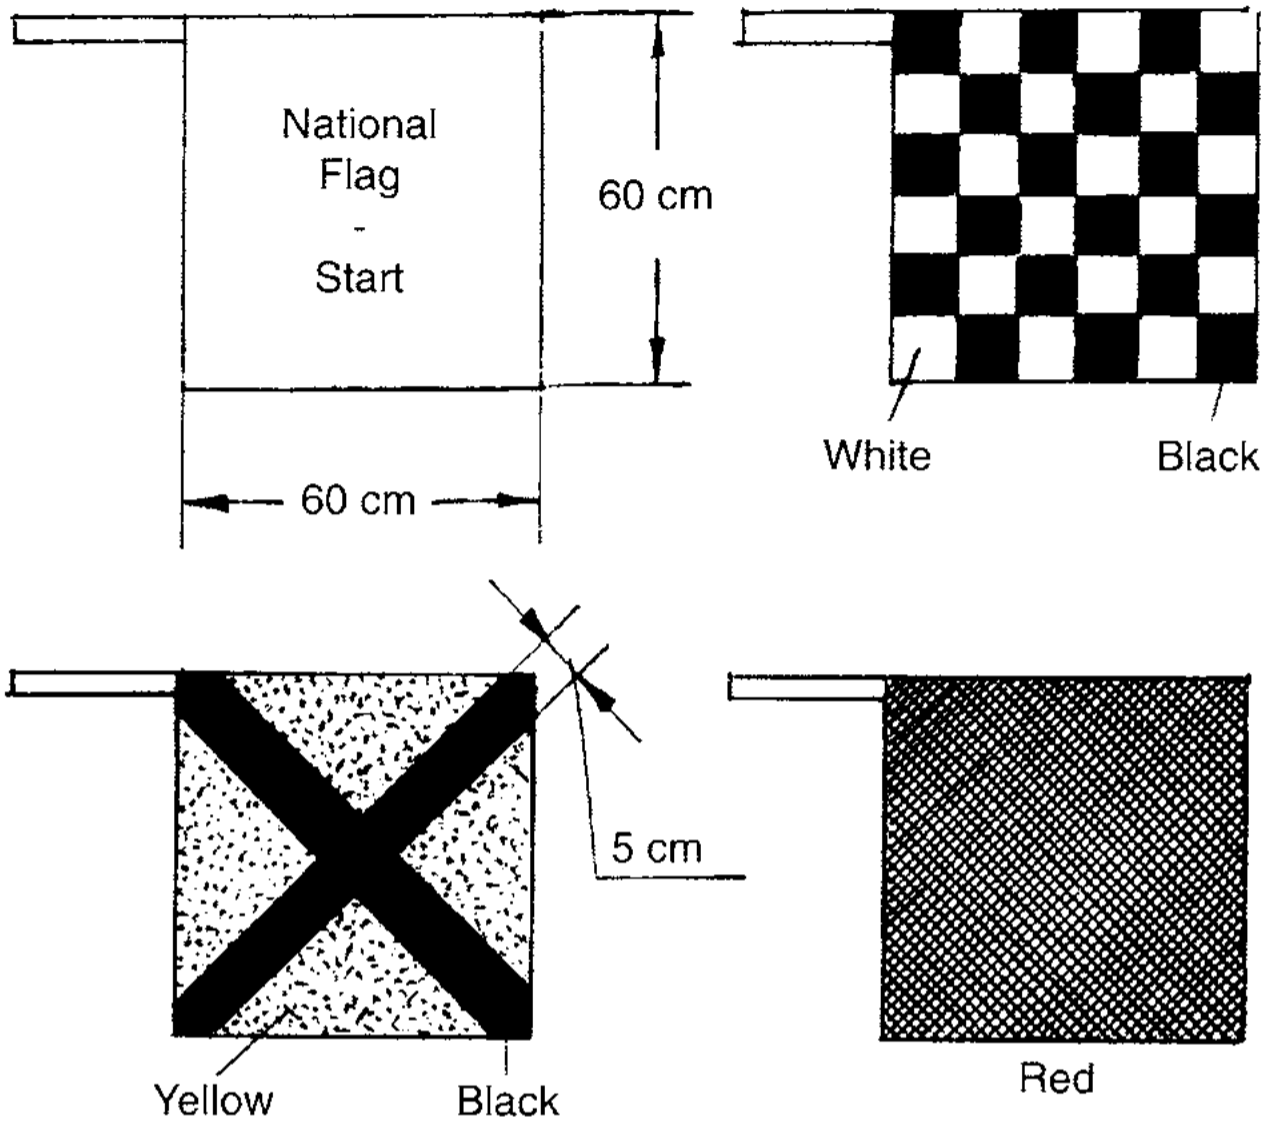 National
Flag
-
Start
60 cm
60 cm
White
Black
5 cm
Yellow
Black
Red